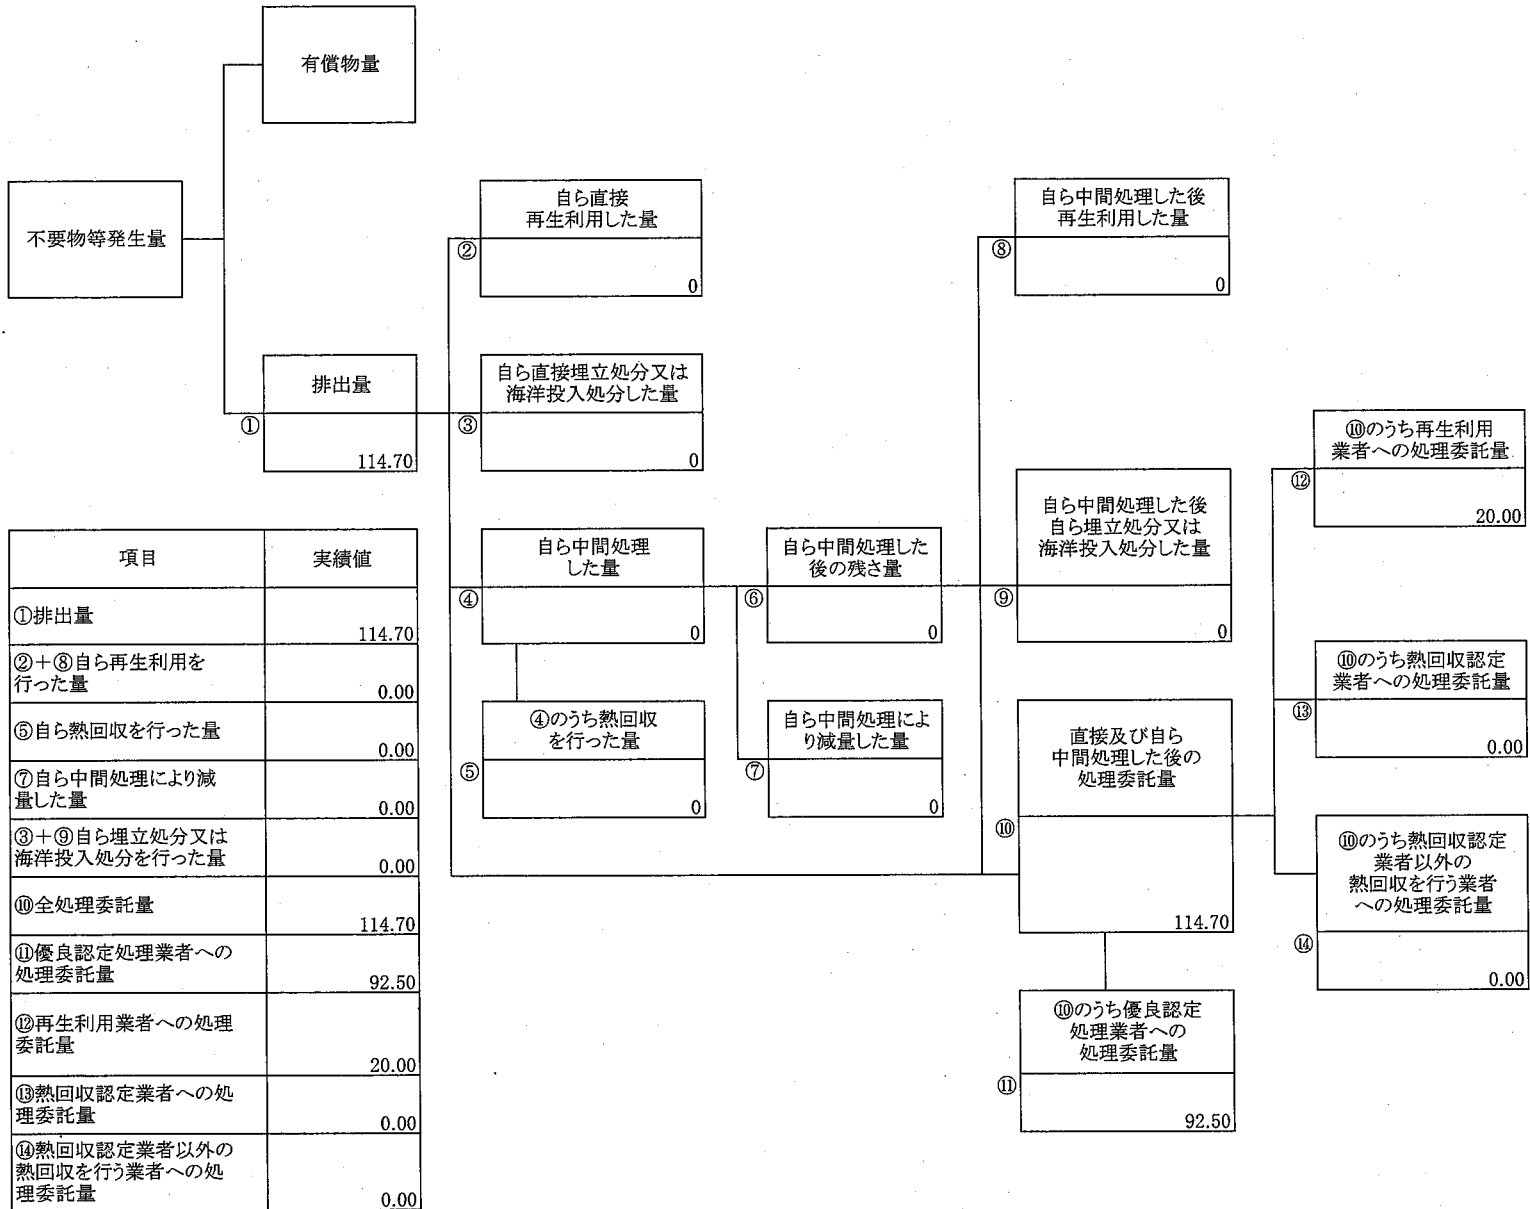 有償物量
不要物等発生量
自ら直接
再生利用した量
②
0
自ら中間処理した後
再生利用した量
⑧
0
排出量
①
114.70
自ら直接埋立処分又は
海洋投入処分した量
③
0
⑩のうち再生利用
業者への処理委託量
⑫
20.00
自ら中間処理
した量
④
0
自ら中間処理した
後の残さ量
⑥
0
自ら中間処理した後
自ら埋立処分又は
海洋投入処分した量
⑨
0
⑩のうち熱回収認定
業者への処理委託量
⑬
0.00
④のうち熱回収
を行った量
⑤
0
自ら中間処理によ
り減量した量
⑦
0
直接及び自ら
中間処理した後の
処理委託量
⑩
114.70
⑩のうち熱回収認定
業者以外の
熱回収を行う業者
への処理委託量
⑭
0.00
⑩のうち優良認定
処理業者への
処理委託量
⑪
92.50
項目 実績値
①排出量
114.70
②+⑧自ら再生利用を
行った量
0.00
⑤自ら熱回収を行った量
0.00
⑦自ら中間処理により減
量した量
0.00
③+⑨自ら埋立処分又は
海洋投入処分を行った量
0.00
⑩全処理委託量
114.70
⑪優良認定処理業者への
処理委託量
92.50
⑫再生利用業者への処理
委託量
20.00
⑬熱回収認定業者への処
理委託量
0.00
⑭熱回収認定業者以外の
熱回収を行う業者への処
理委託量
0.00